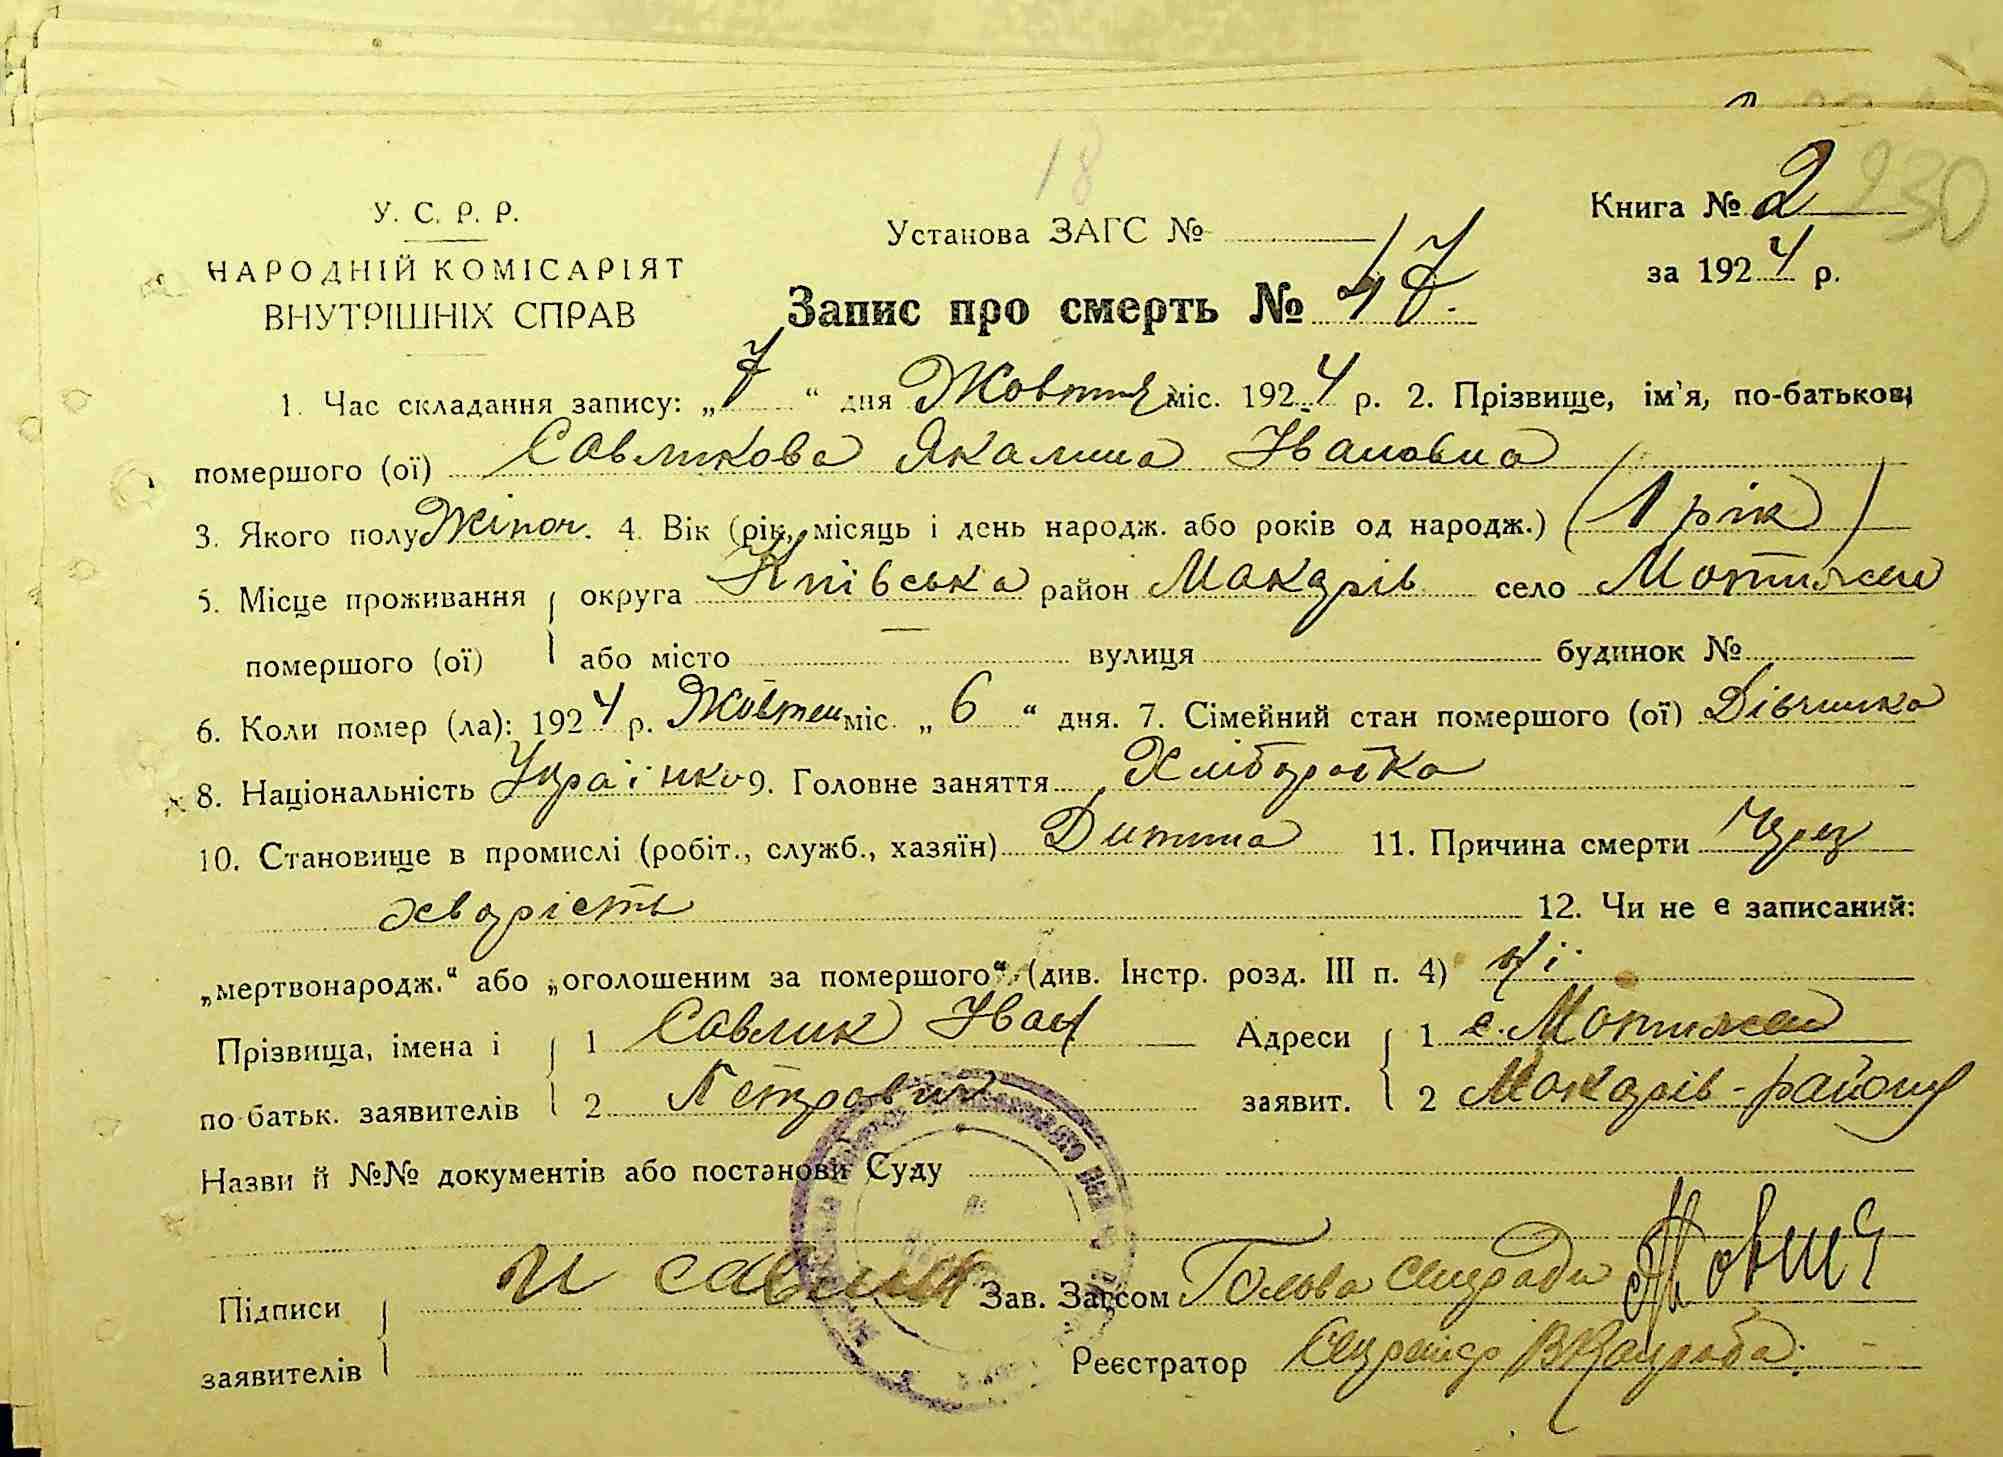 18
Книга № 2 230
У. С. Р. Р.
Установа ЗАГС №
за 1924 р.
НАРОДНІЙ КОМІСАРІЯТ
ВНУТРІШНІХ СПРАВ
Запис про смерть № 47.
1. Час складання запису: „7“ дня Жовтня міс. 1924 р. 2. Прізвище, ім'я, по-батькові
помершого (ої) Савликова Якалина Івановна
3. Якого полу Жіноч. 4. Вік (рік, місяць і день народж. або років од народж.) (1 рік)
5. Місце проживання округа Київська район Макарів село Мотижен
помершого (ої) або місто — вулиця будинок №
6. Коли помер (ла): 1924 р. Жовтен міс. „6“ дня. 7. Сімейний стан помершого (ої) Дівчинка
8. Національність Українка 9. Головне заняття Хліборобка
10. Становище в промислі (робіт., служб., хазяїн) Дитина 11. Причина смерти Через
хворість 12. Чи не є записаний:
„мертвонародж.“ або „оголошеним за помершого“ (див. Інстр. розд. III п. 4) ні
Прізвища, імена і 1 Савлик Іван Адреси 1 с. Мотижен
по-батьк. заявителів 2 Петрович заявит. 2 Макарів-району
Назви й №№ документів або постанови Суду
Підписи И Савлик Зав. Загсом Голова сільради
заявителів Реєстратор Секретар